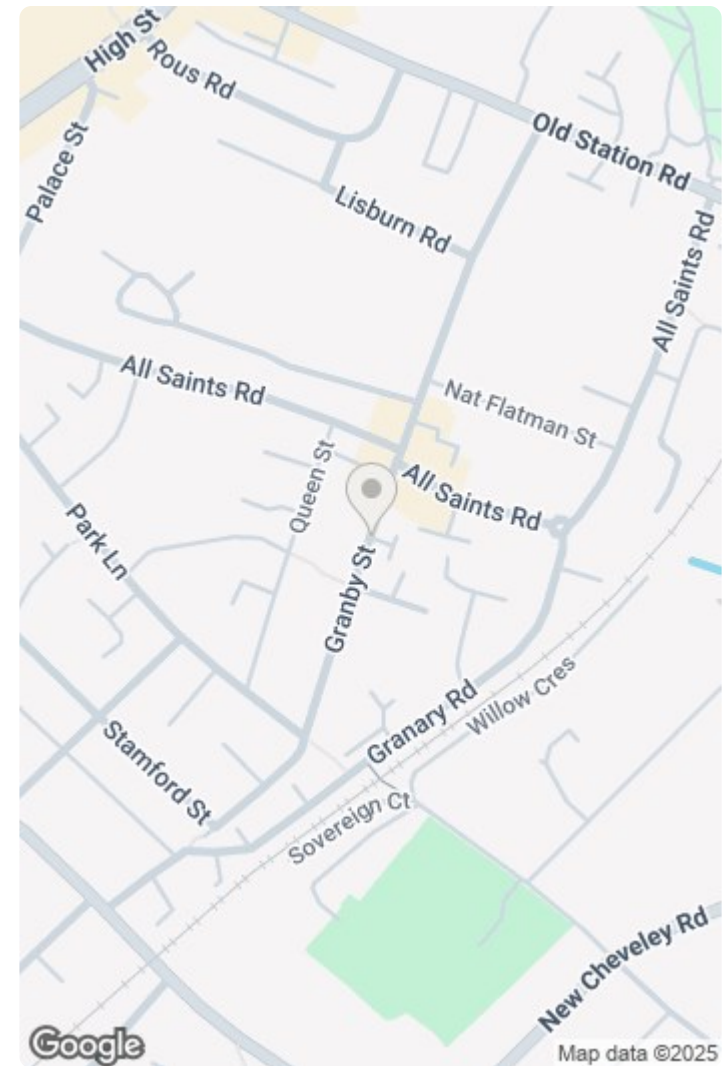 High St
Rous Rd
Old Station Rd
Palace St
Lisburn Rd
All Saints Rd
All Saints Rd
Nat Flatman St
Queen St
All Saints Rd
Park Ln
Granby St
Granary Rd
Willow Cres
Stamford St
Sovereign Ct
New Cheveley Rd
Google
Map data ©2025